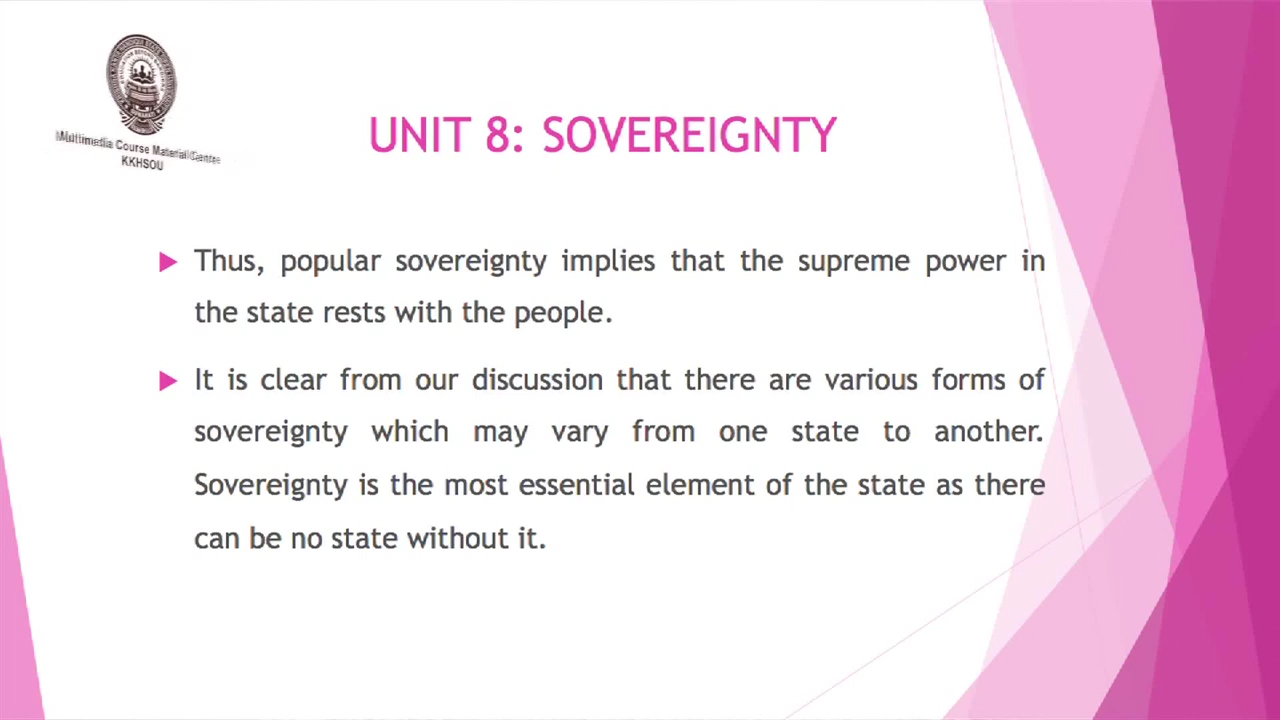 Multimedia Course Material Centre
KKHSOU
UNIT 8: SOVEREIGNTY
Thus, popular sovereignty implies that the supreme power in
the state rests with the people.
It is clear from our discussion that there are various forms of
sovereignty which may vary from one state to another.
Sovereignty is the most essential element of the state as there
can be no state without it.